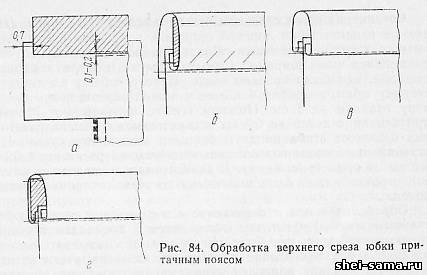 0,7
0,1–0,2
а
б
в
г
Рис. 84. Обработка верхнего среза юбки при-
тачным поясом
shei-sama.ru